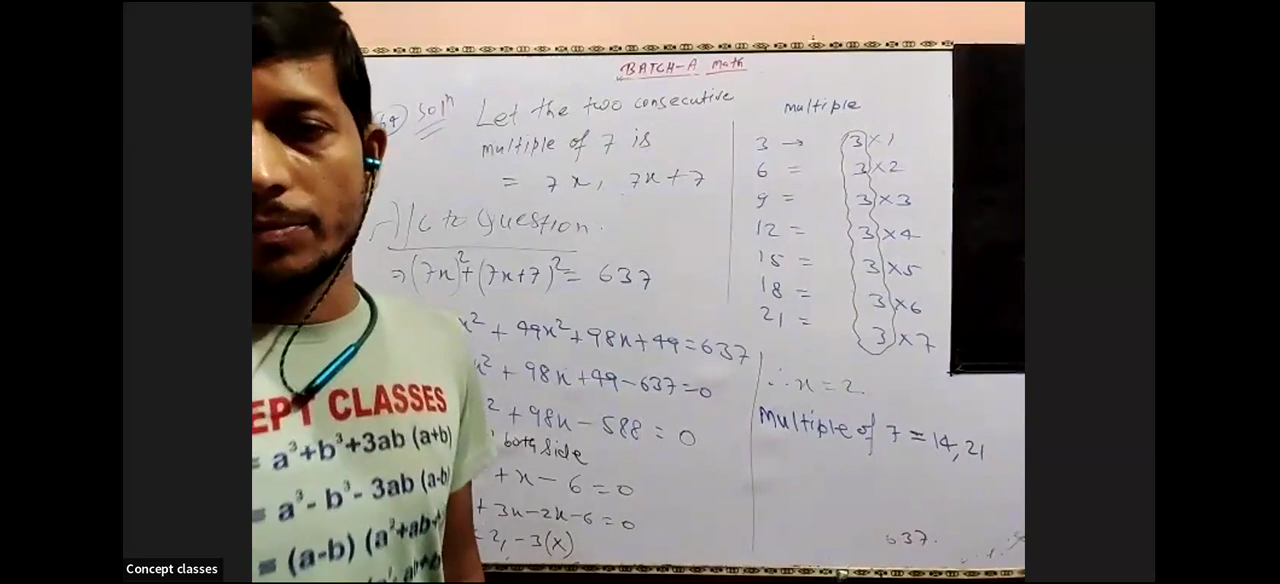 BATCH-A Math
Soln Let the two consecutive
multiple of 7 is
= 7x, 7x+7
A/c to Question.
⇒ (7x)²+(7x+7)²= 637
x² + 49x²+98x+49=637
x² + 98x+49-637=0
² + 98x - 588 = 0
both side
+x-6=0
+3x-2x-6=0
= 2, -3(x)
multiple
3 → 3×1
6 = 3×2
9 = 3×3
12 = 3×4
15 = 3×5
18 = 3×6
21 = 3×7
∴ x = 2.
Multiple of 7 = 14, 21
637.
EPT CLASSES
= a³+b³+3ab (a+b)
= a³- b³- 3ab (a-b)
= (a-b) (a²+ab+
Concept classes